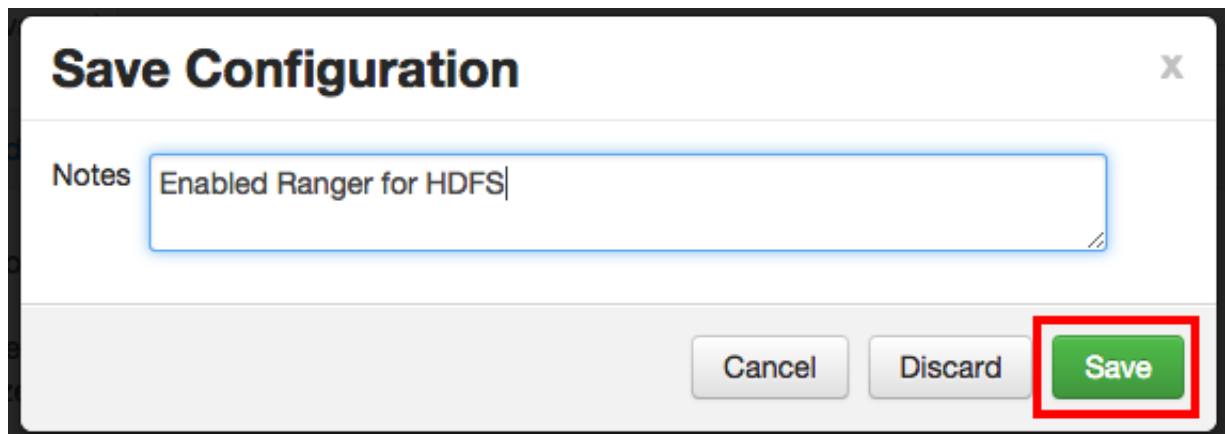 Save Configuration x
Notes Enabled Ranger for HDFS
Cancel Discard Save